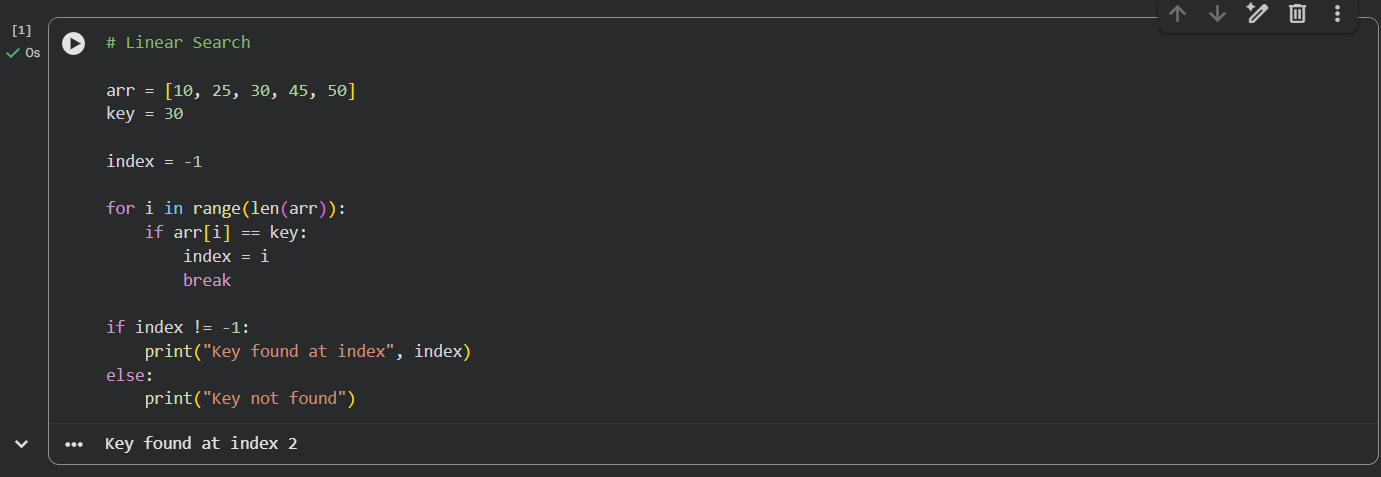 [1]
0s
# Linear Search
arr = [10, 25, 30, 45, 50]
key = 30
index = -1
for i in range(len(arr)):
    if arr[i] == key:
        index = i
        break
if index != -1:
    print("Key found at index", index)
else:
    print("Key not found")
Key found at index 2